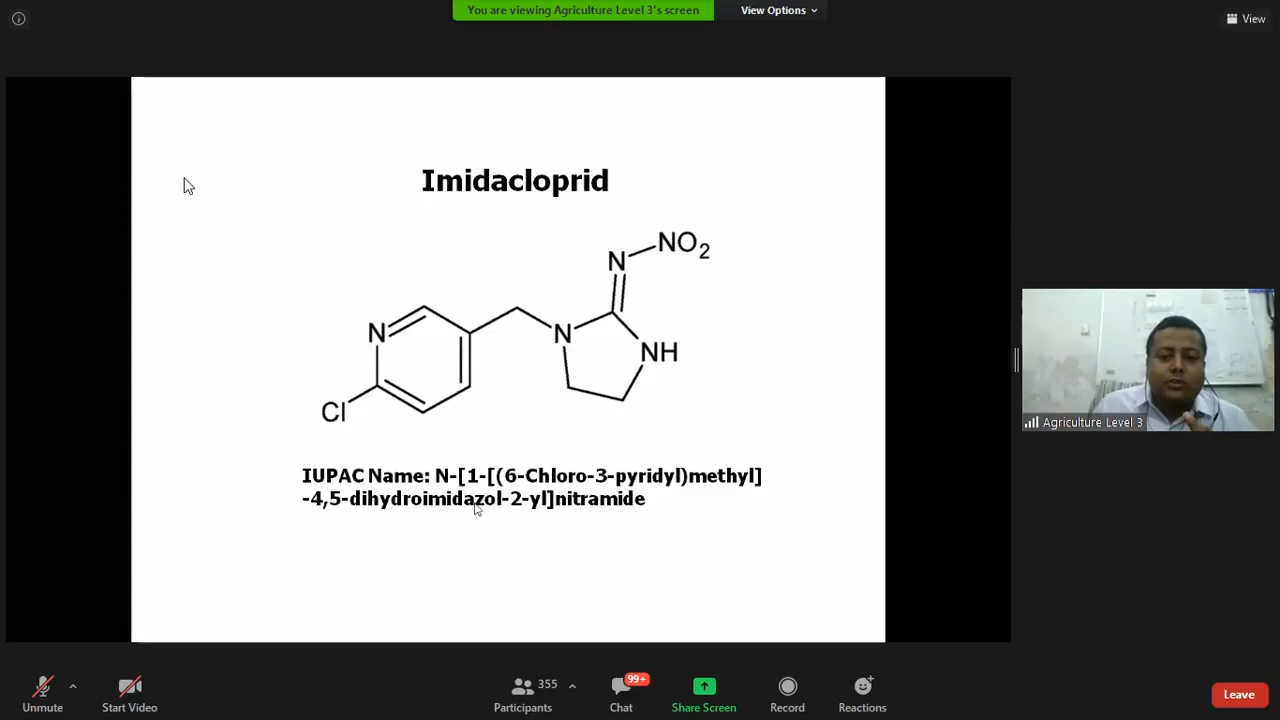 You are viewing Agriculture Level 3's screen
View Options
View
Imidacloprid
N
NO2
N
N
NH
Cl
IUPAC Name: N-[1-[(6-Chloro-3-pyridyl)methyl]
-4,5-dihydroimidazol-2-yl]nitramide
Agriculture Level 3
Unmute
Start Video
355
Participants
99+
Chat
Share Screen
Record
Reactions
Leave